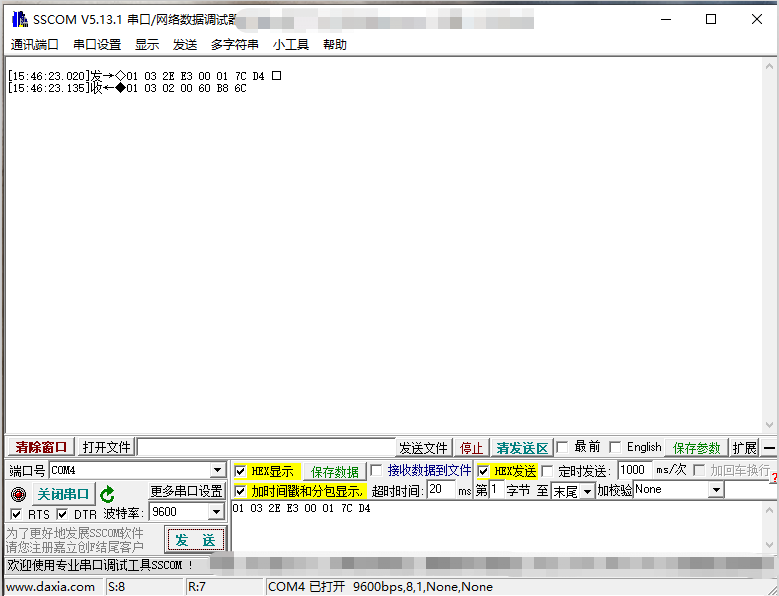 SSCOM V5.13.1 串口/网络数据调试器
通讯端口 串口设置 显示 发送 多字符串 小工具 帮助
[15:46:23.020]发→◇01 03 2E E3 00 01 7C D4 □
[15:46:23.135]收←◆01 03 02 00 60 B8 6C
清除窗口 打开文件 发送文件 停止 清发送区 最前 English 保存参数 扩展 —
端口号 COM4 HEX显示 保存数据 接收数据到文件 HEX发送 定时发送: 1000 ms/次 加回车换行
关闭串口 更多串口设置 加时间戳和分包显示, 超时时间: 20 ms 第 1 字节 至 末尾 加校验 None
RTS DTR 波特率: 9600 01 03 2E E3 00 01 7C D4
为了更好地发展SSCOM软件
请您注册嘉立创F结尾客户
发 送
欢迎使用专业串口调试工具SSCOM !
www.daxia.com S:8 R:7 COM4 已打开 9600bps,8,1,None,None